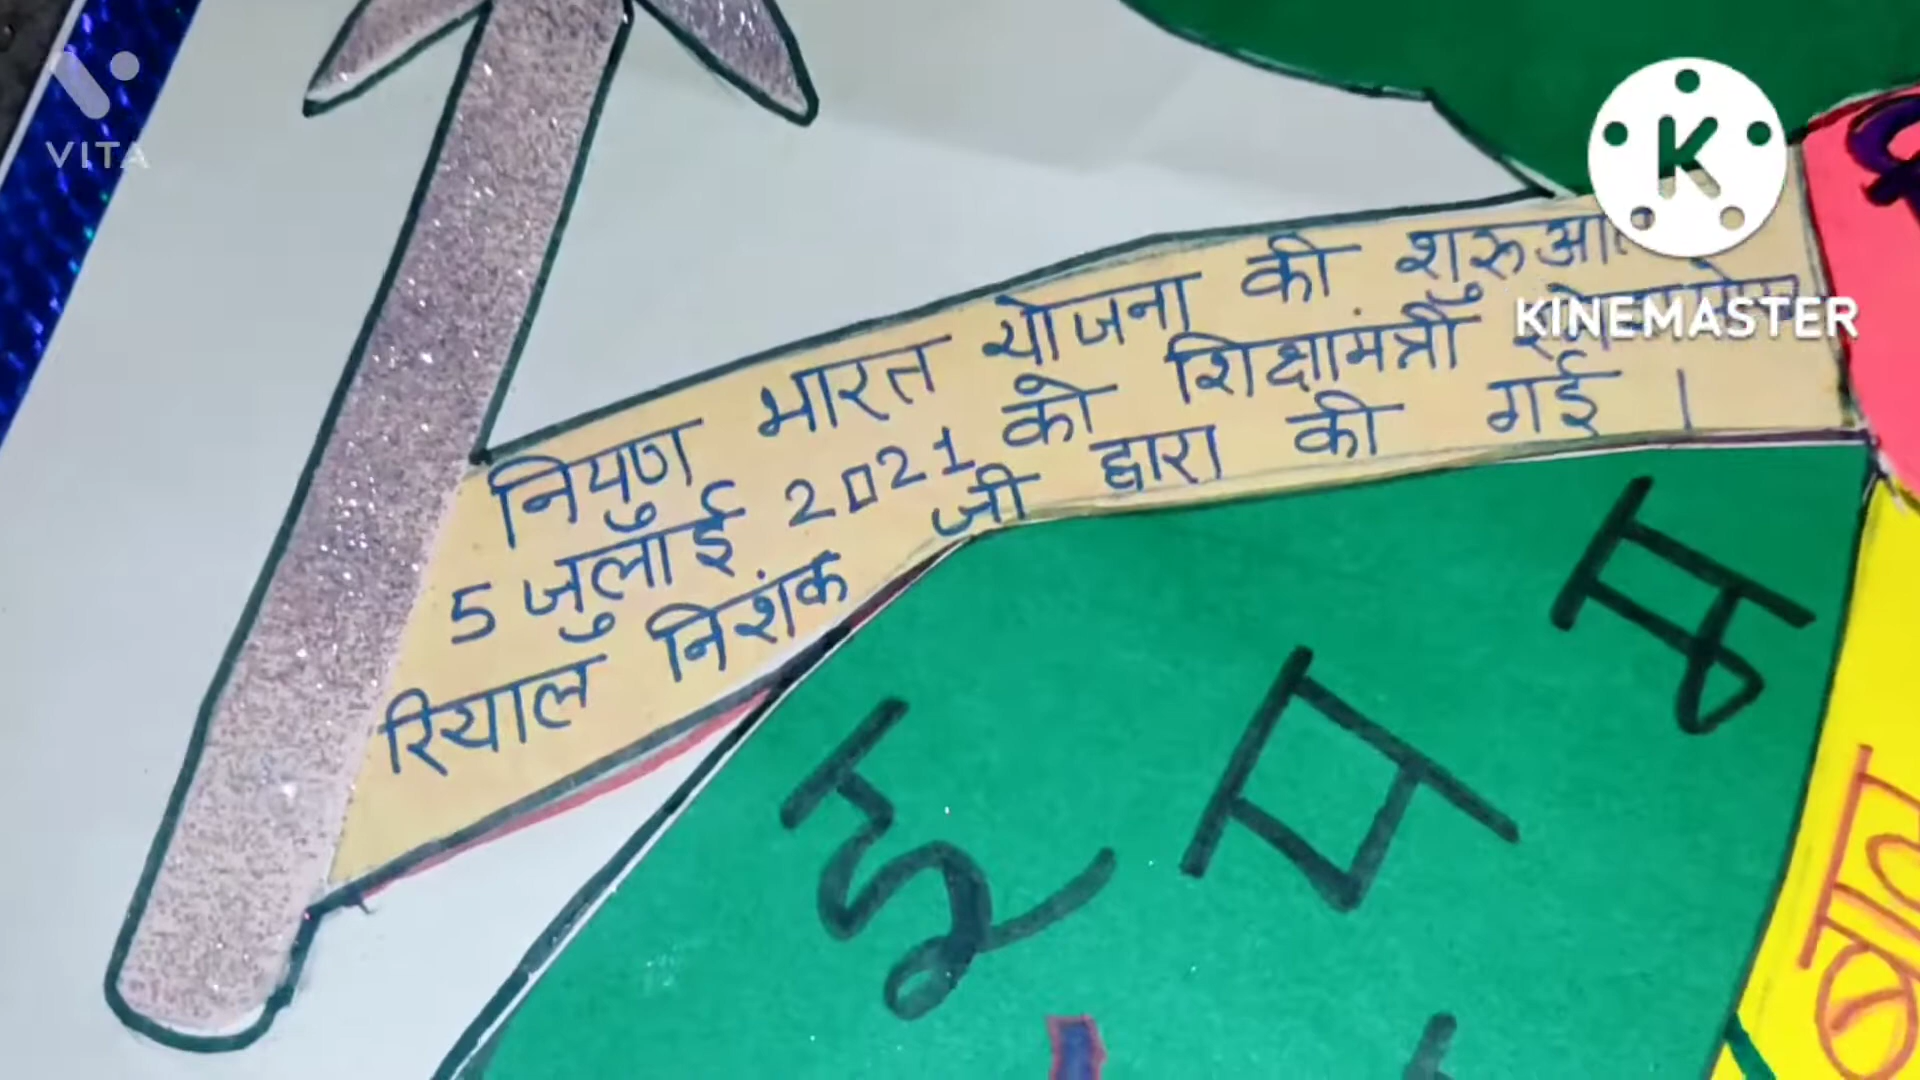 VITA
KINEMASTER
नियुण भारत योजना की शुरुआत
5 जुलाई 2021 को शिक्षामंत्री
रियाल निशंक जी द्वारा की गई ।
इ प म